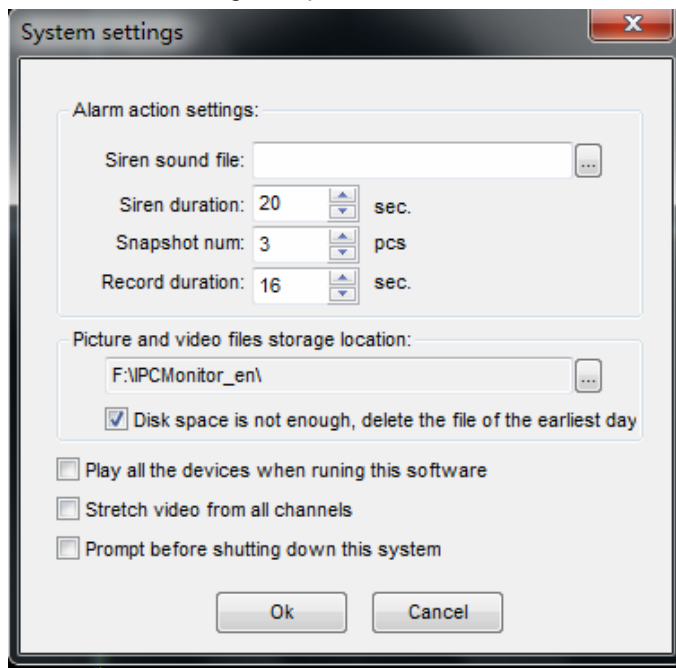 System settings
Alarm action settings:
Siren sound file:
...
Siren duration: 20 sec.
Snapshot num: 3 pcs
Record duration: 16 sec.
Picture and video files storage location:
F:\IPCMonitor_en\
...
Disk space is not enough, delete the file of the earliest day
Play all the devices when runing this software
Stretch video from all channels
Prompt before shutting down this system
Ok Cancel